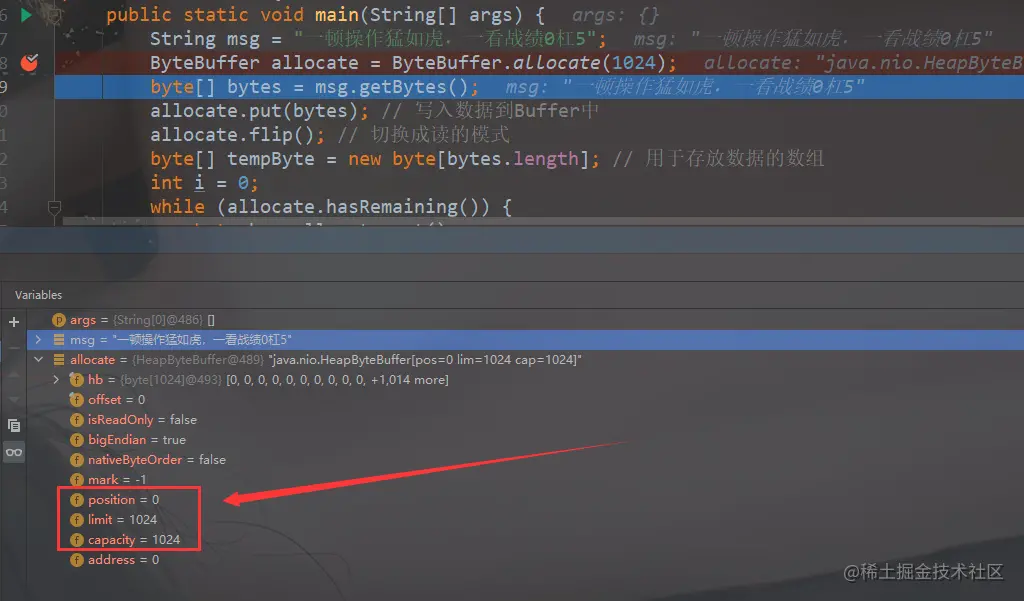 6 public static void main(String[] args) { args: {}
7 String msg = "一顿操作猛如虎，一看战绩0杠5"; msg: "一顿操作猛如虎，一看战绩0杠5"
8 ByteBuffer allocate = ByteBuffer.allocate(1024); allocate: "java.nio.HeapByteB
9 byte[] bytes = msg.getBytes(); msg: "一顿操作猛如虎，一看战绩0杠5"
0 allocate.put(bytes); // 写入数据到Buffer中
1 allocate.flip(); // 切换成读的模式
2 byte[] tempByte = new byte[bytes.length]; // 用于存放数据的数组
3 int i = 0;
4 while (allocate.hasRemaining()) {
Variables
args = {String[0]@486} []
msg = "一顿操作猛如虎，一看战绩0杠5"
allocate = {HeapByteBuffer@489} "java.nio.HeapByteBuffer[pos=0 lim=1024 cap=1024]"
hb = {byte[1024]@493} [0, 0, 0, 0, 0, 0, 0, 0, 0, 0, +1,014 more]
offset = 0
isReadOnly = false
bigEndian = true
nativeByteOrder = false
mark = -1
position = 0
limit = 1024
capacity = 1024
address = 0
@稀土掘金技术社区